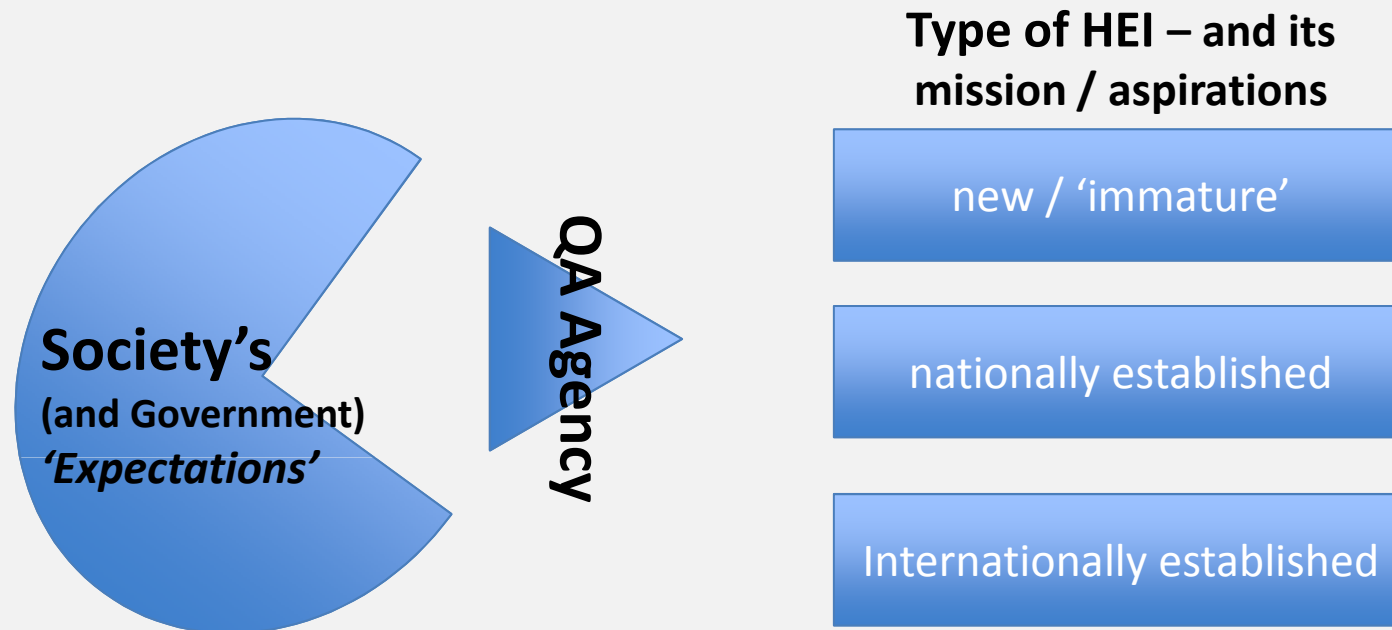 Type of HEI – and its
mission / aspirations
Society’s
(and Government)
‘Expectations’
QA Agency
new / ‘immature’
nationally established
Internationally established